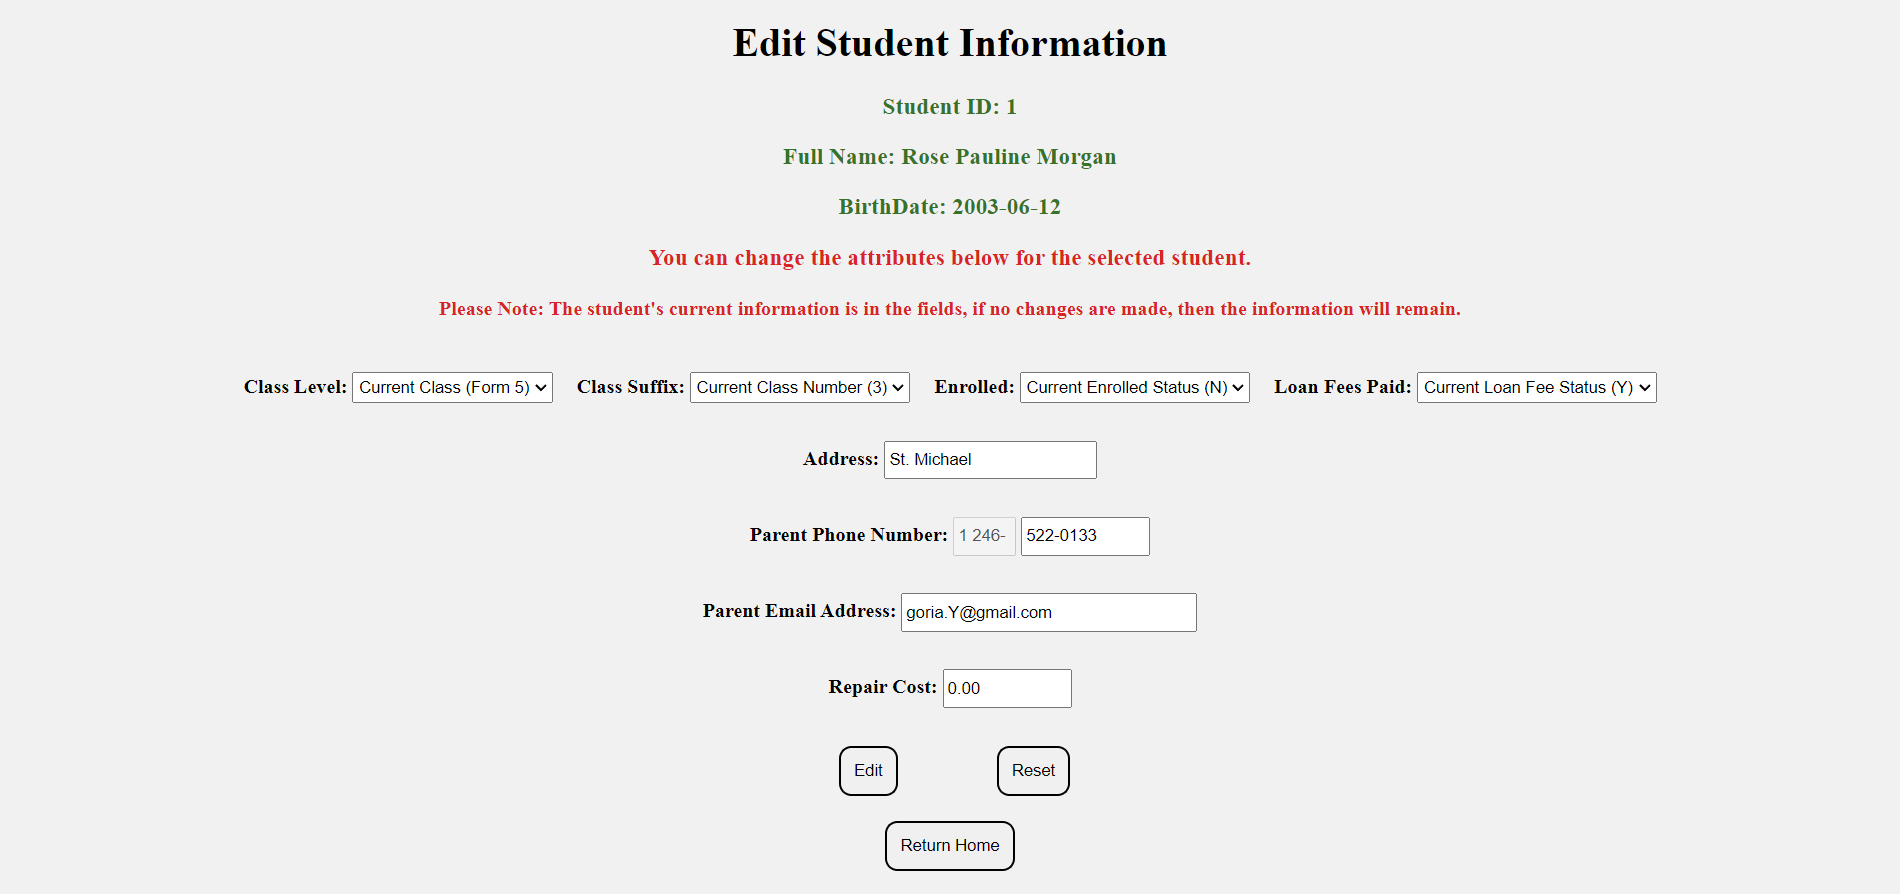 Edit Student Information
Student ID: 1
Full Name: Rose Pauline Morgan
BirthDate: 2003-06-12
You can change the attributes below for the selected student.
Please Note: The student's current information is in the fields, if no changes are made, then the information will remain.
Class Level: Current Class (Form 5) Class Suffix: Current Class Number (3) Enrolled: Current Enrolled Status (N) Loan Fees Paid: Current Loan Fee Status (Y)
Address: St. Michael
Parent Phone Number: 1 246- 522-0133
Parent Email Address: goria.Y@gmail.com
Repair Cost: 0.00
Edit Reset
Return Home